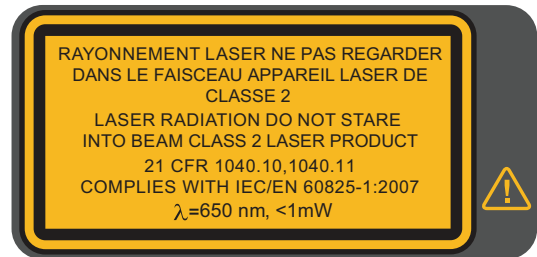 RAYONNEMENT LASER NE PAS REGARDER
DANS LE FAISCEAU APPAREIL LASER DE
CLASSE 2
LASER RADIATION DO NOT STARE
INTO BEAM CLASS 2 LASER PRODUCT
21 CFR 1040.10,1040.11
COMPLIES WITH IEC/EN 60825-1:2007
λ=650 nm, <1mW